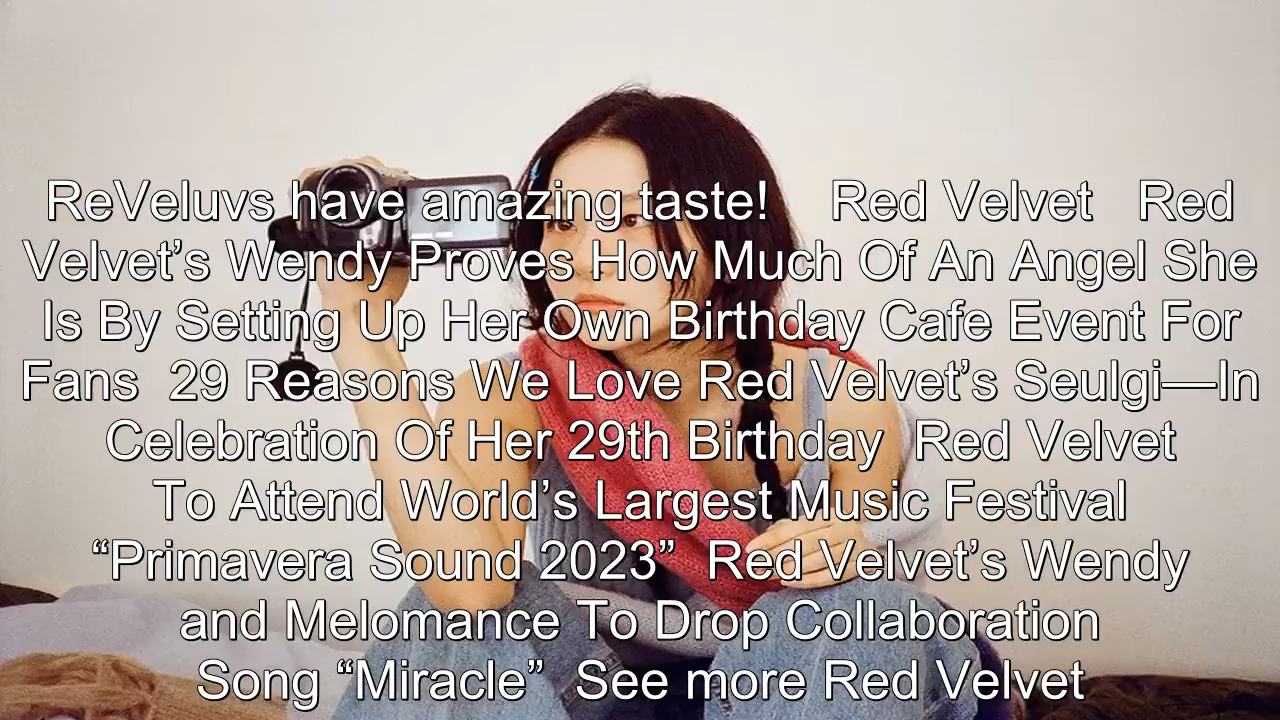 ReVeluvs have amazing taste! Red Velvet Red
Velvet’s Wendy Proves How Much Of An Angel She
Is By Setting Up Her Own Birthday Cafe Event For
Fans 29 Reasons We Love Red Velvet’s Seulgi—In
Celebration Of Her 29th Birthday Red Velvet
To Attend World’s Largest Music Festival
“Primavera Sound 2023” Red Velvet’s Wendy
and Melomance To Drop Collaboration
Song “Miracle” See more Red Velvet